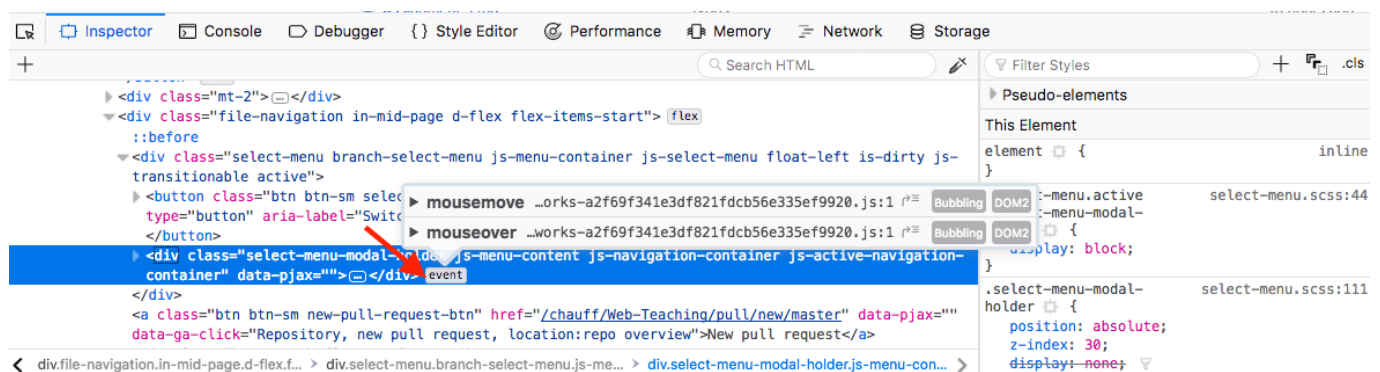 Inspector Console Debugger { } Style Editor Performance Memory Network Storage
+ Search HTML Filter Styles + .cls
<div class="mt-2"></div>
Pseudo-elements
<div class="file-navigation in-mid-page d-flex flex-items-start"> flex
::before
This Element
<div class="select-menu branch-select-menu js-menu-container js-select-menu float-left is-dirty js-
transitionable active">
element { inline
}
<button class="btn btn-sm selec
type="button" aria-label="Switc
</button>
mousemove …orks-a2f69f341e3df821fdcb56e335ef9920.js:1 Bubbling DOM2
mouseover …works-a2f69f341e3df821fdcb56e335ef9920.js:1 Bubbling DOM2
t-menu.active select-menu.scss:44
t-menu-modal-
{
display: block;
}
<div class="select-menu-modal-holder js-menu-content js-navigation-container js-active-navigation-
container" data-pjax=""></div> event
</div>
<a class="btn btn-sm new-pull-request-btn" href="/chauff/Web-Teaching/pull/new/master" data-pjax=""
data-ga-click="Repository, new pull request, location:repo overview">New pull request</a>
.select-menu-modal- select-menu.scss:111
holder {
position: absolute;
z-index: 30;
display: none;
div.file-navigation.in-mid-page.d-flex.f... > div.select-menu.branch-select-menu.js-me... > div.select-menu-modal-holder.js-menu-con... >